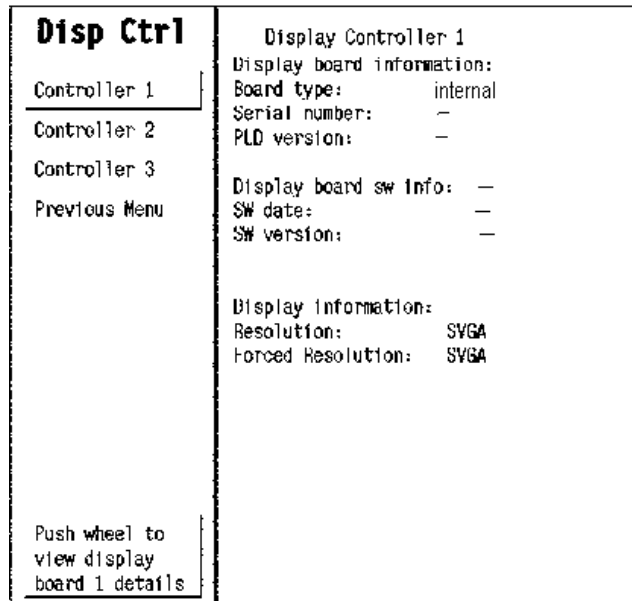 Disp Ctrl
Controller 1
Controller 2
Controller 3
Previous Menu
Push wheel to
view display
board 1 details
Display Controller 1
Display board information:
Board type: internal
Serial number: –
PLD version: –
Display board sw info: –
SW date: –
SW version: –
Display information:
Resolution: SVGA
Forced Resolution: SVGA